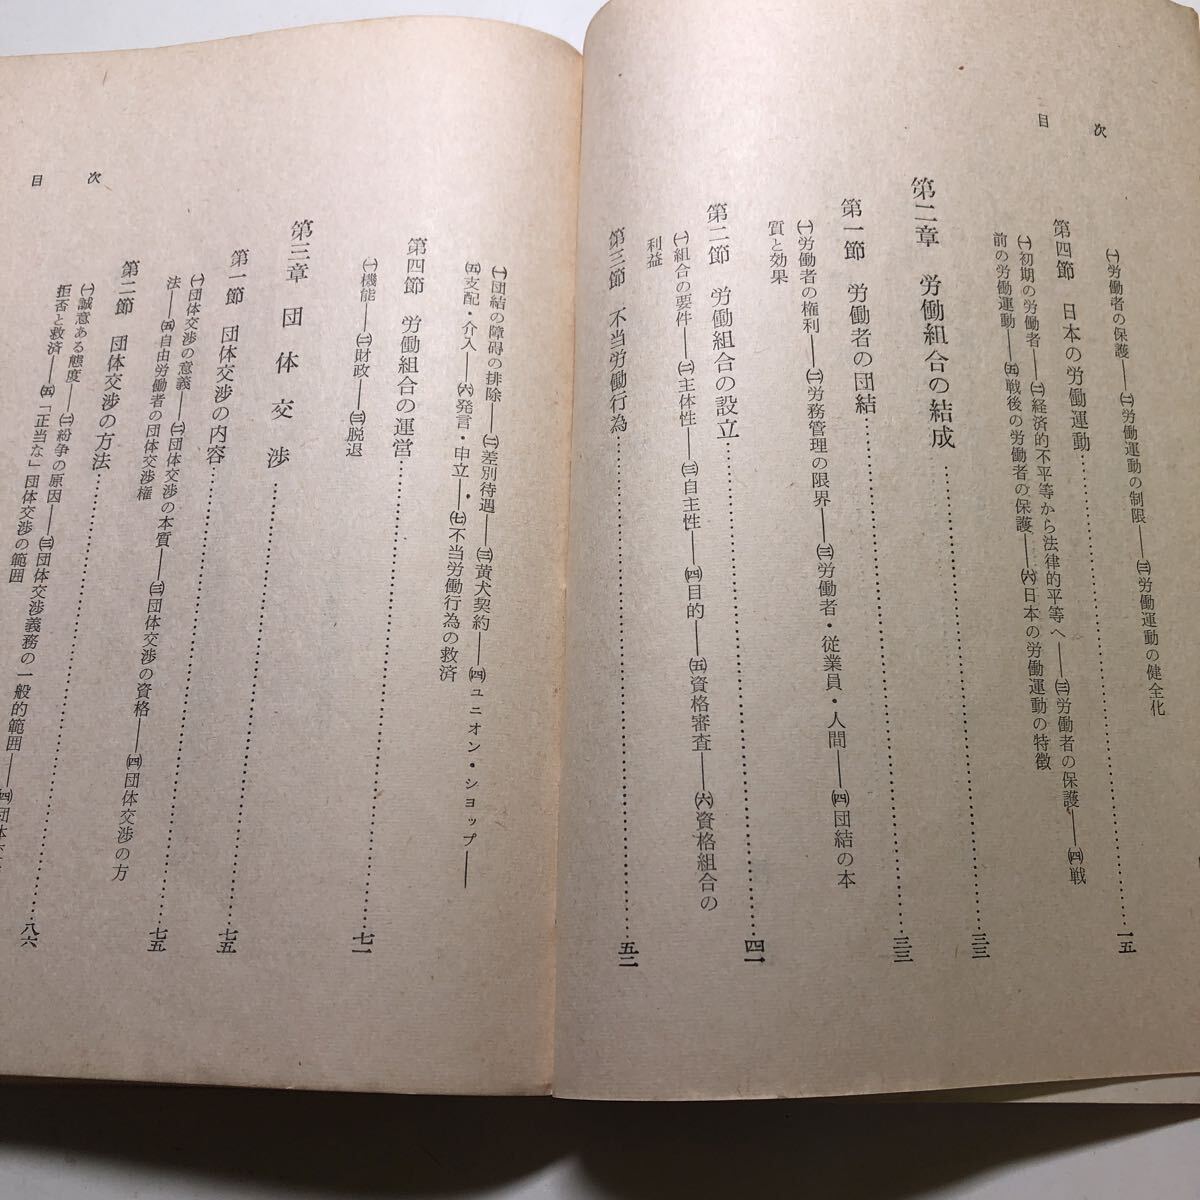 目次
㈠労働者の保護――㈡労働運動の制限――㈢労働運動の健全化
第四節　日本の労働運動……一五
㈠初期の労働者――㈡経済的不平等から法律的平等へ――㈢労働者の保護――㈣戦
前の労働運動――㈤戦後の労働者の保護――㈥日本の労働運動の特徴
第二章　労働組合の結成……三三
第一節　労働者の団結……三三
㈠労働者の権利――㈡労務管理の限界――㈢労働者・従業員・人間――㈣団結の本
質と効果
第二節　労働組合の設立……四一
㈠組合の要件――㈡主体性――㈢自主性――㈣目的――㈤資格審査――㈥資格組合の
利益
第三節　不当労働行為……五二
㈠団結の障碍の排除――㈡差別待遇――㈢黄犬契約――㈣ユニオン・ショップ――
㈤支配・介入――㈥発言・申立――㈦不当労働行為の救済
第四節　労働組合の運営……七一
㈠機能――㈡財政――㈢脱退
第三章　団体交渉……七五
第一節　団体交渉の内容……七五
㈠団体交渉の意義――㈡団体交渉の本質――㈢団体交渉の資格――㈣団体交渉の方
法――㈤自由労働者の団体交渉権
第二節　団体交渉の方法……八六
㈠誠意ある態度――㈡紛争の原因――㈢団体交渉義務の一般的範囲――㈣団体交
拒否と救済――㈤「正当な」団体交渉の範囲
目次